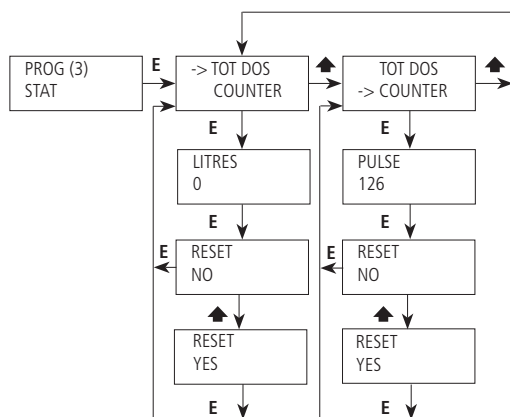 PROG (3)
STAT
E
-> TOT DOS
COUNTER
TOT DOS
-> COUNTER
E
E
LITRES
0
PULSE
126
E
E
E
RESET
NO
E
RESET
NO
RESET
YES
RESET
YES
E
E